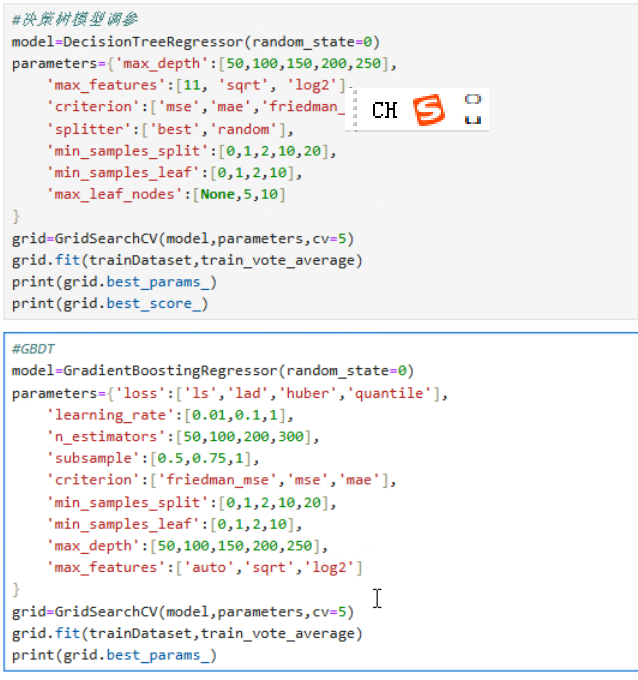 #决策树模型调参
model=DecisionTreeRegressor(random_state=0)
parameters={'max_depth':[50,100,150,200,250],
    'max_features':[11, 'sqrt', 'log2'],
    'criterion':['mse','mae','friedman_
CH
    'splitter':['best','random'],
    'min_samples_split':[0,1,2,10,20],
    'min_samples_leaf':[0,1,2,10],
    'max_leaf_nodes':[None,5,10]
}
grid=GridSearchCV(model,parameters,cv=5)
grid.fit(trainDataset,train_vote_average)
print(grid.best_params_)
print(grid.best_score_)
#GBDT
model=GradientBoostingRegressor(random_state=0)
parameters={'loss':['ls','lad','huber','quantile'],
    'learning_rate':[0.01,0.1,1],
    'n_estimators':[50,100,200,300],
    'subsample':[0.5,0.75,1],
    'criterion':['friedman_mse','mse','mae'],
    'min_samples_split':[0,1,2,10,20],
    'min_samples_leaf':[0,1,2,10],
    'max_depth':[50,100,150,200,250],
    'max_features':['auto','sqrt','log2']
}
grid=GridSearchCV(model,parameters,cv=5)
grid.fit(trainDataset,train_vote_average)
print(grid.best_params_)